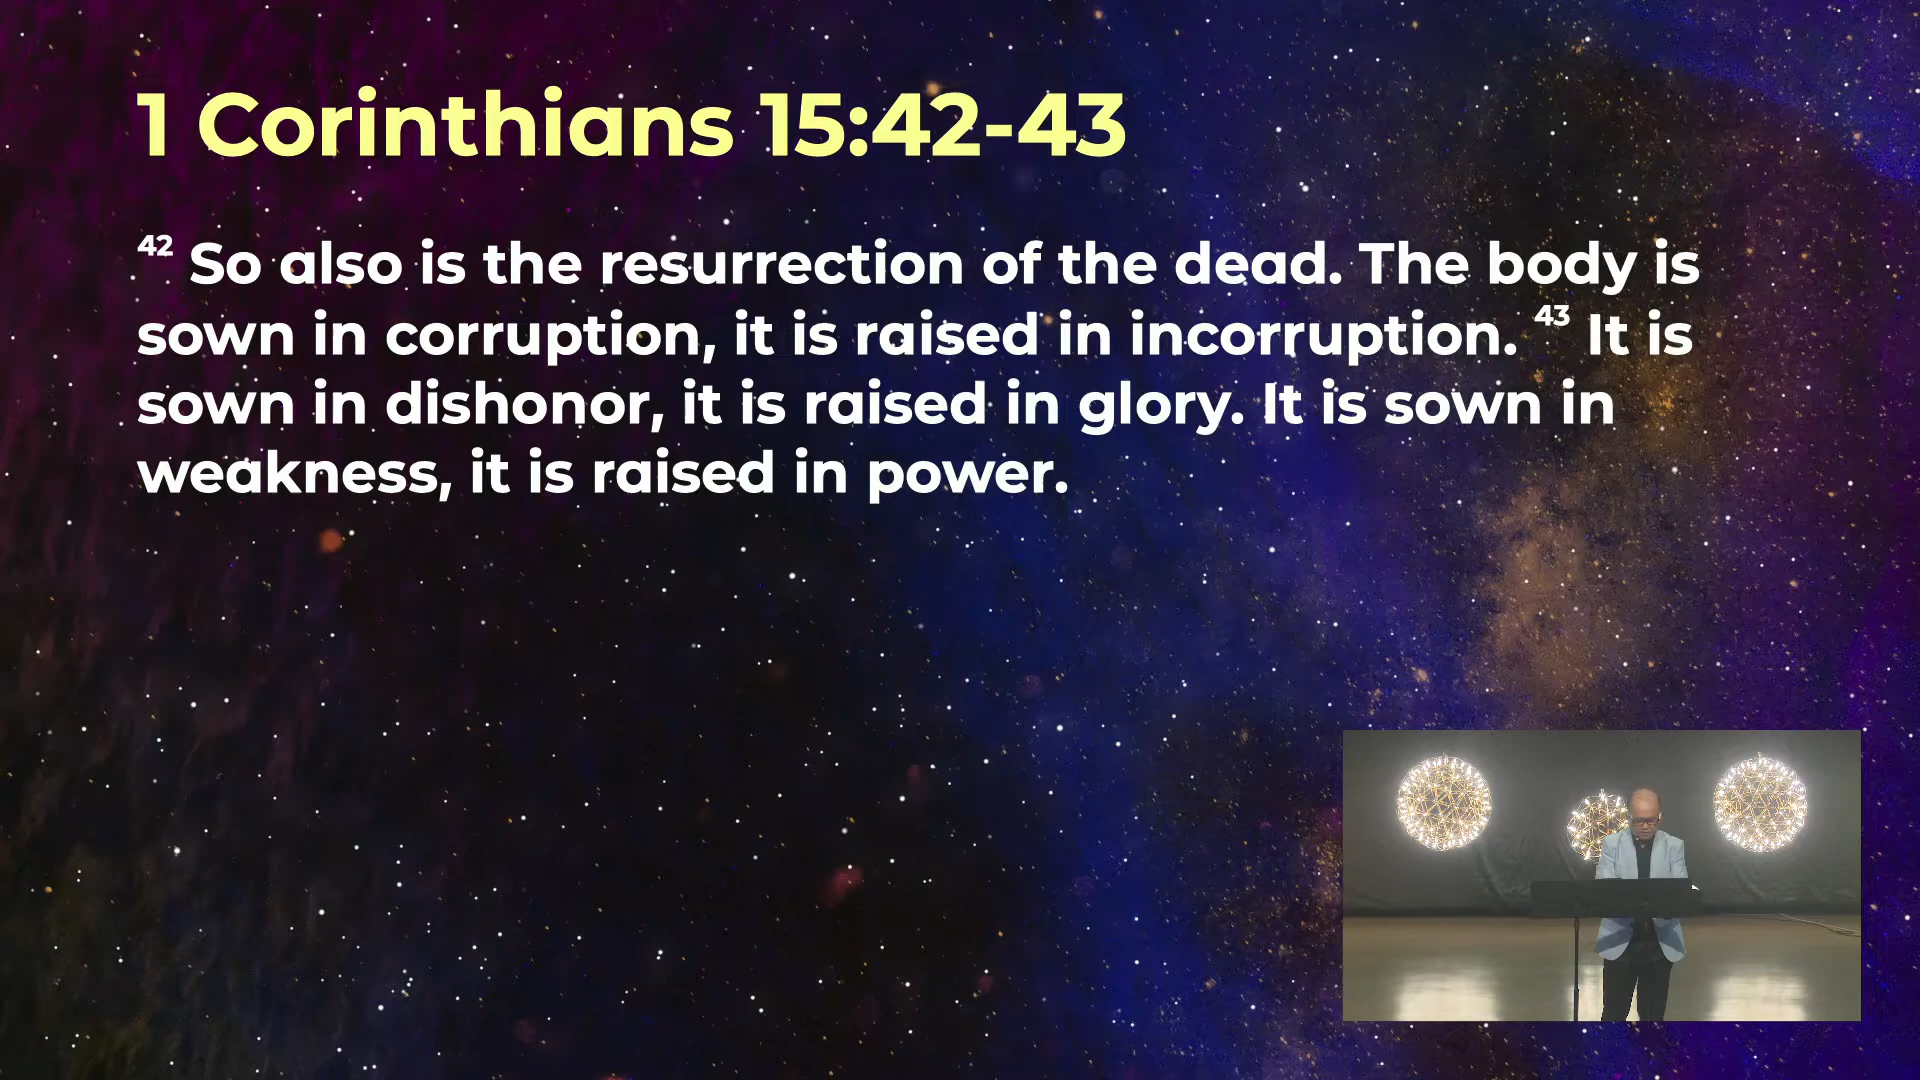 1 Corinthians 15:42-43
42 So also is the resurrection of the dead. The body is
sown in corruption, it is raised in incorruption. 43 It is
sown in dishonor, it is raised in glory. It is sown in
weakness, it is raised in power.